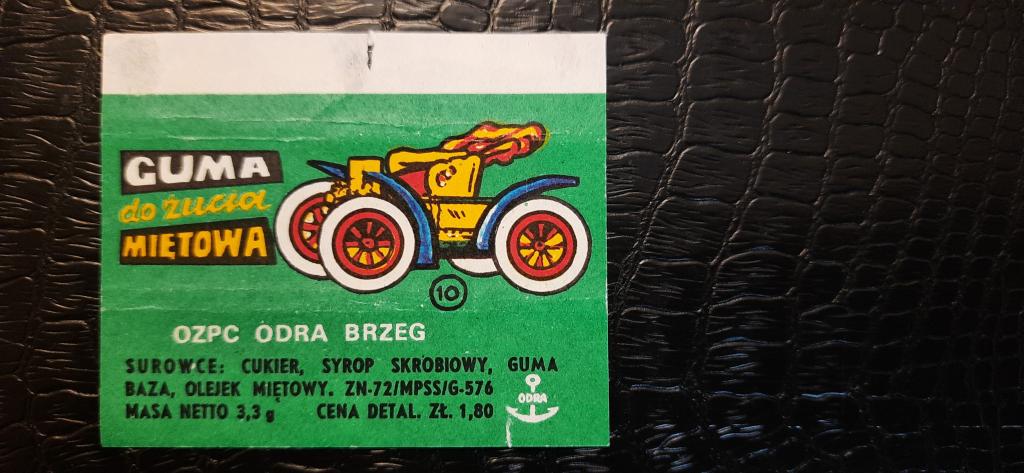 GUMA
do żucia
MIĘTOWA
10
OZPC ODRA BRZEG
SUROWCE: CUKIER, SYROP SKROBIOWY, GUMA
BAZA, OLEJEK MIĘTOWY. ZN-72/MPSS/G-576
MASA NETTO 3,3 g CENA DETAL. ZŁ. 1,80
ODRA